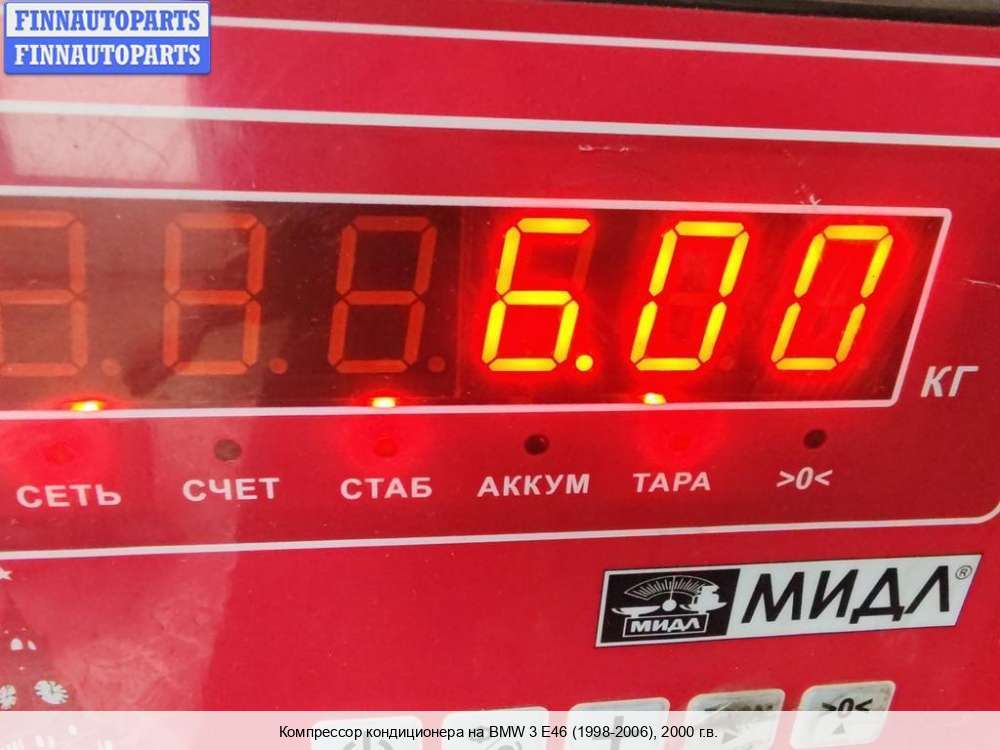 FINNAUTOPARTS
FINNAUTOPARTS
6.00
КГ
СЕТЬ СЧЕТ СТАБ АККУМ ТАРА >0<
МИДЛ МИДЛ®
>0<
Компрессор кондиционера на BMW 3 E46 (1998-2006), 2000 г.в.